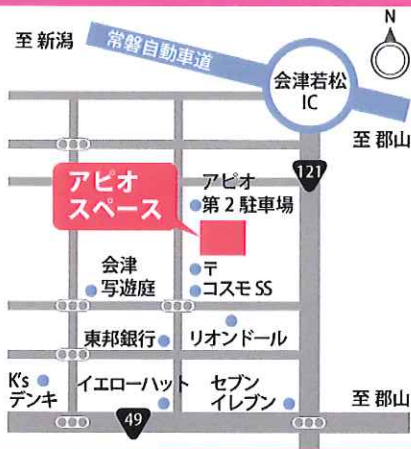 至 新潟
常磐自動車道
N
会津若松
IC
至 郡山
121
アピオ
スペース
アピオ
第2駐車場
〒
コスモSS
会津
写遊庭
東邦銀行
リオンドール
K's
デンキ
イエローハット
セブン
イレブン
至 郡山
49